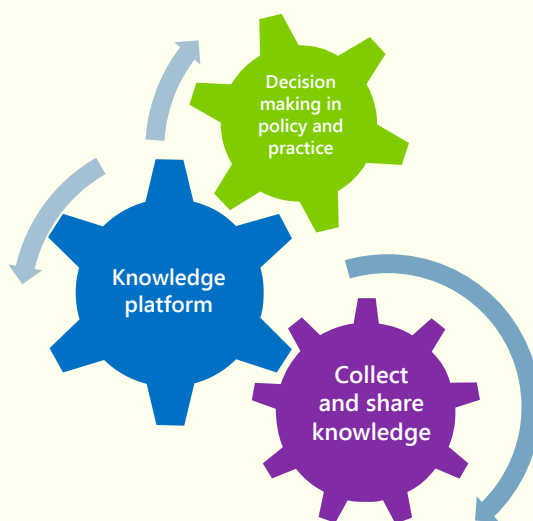 Decision
making in
policy and
practice
Knowledge
platform
Collect
and share
knowledge